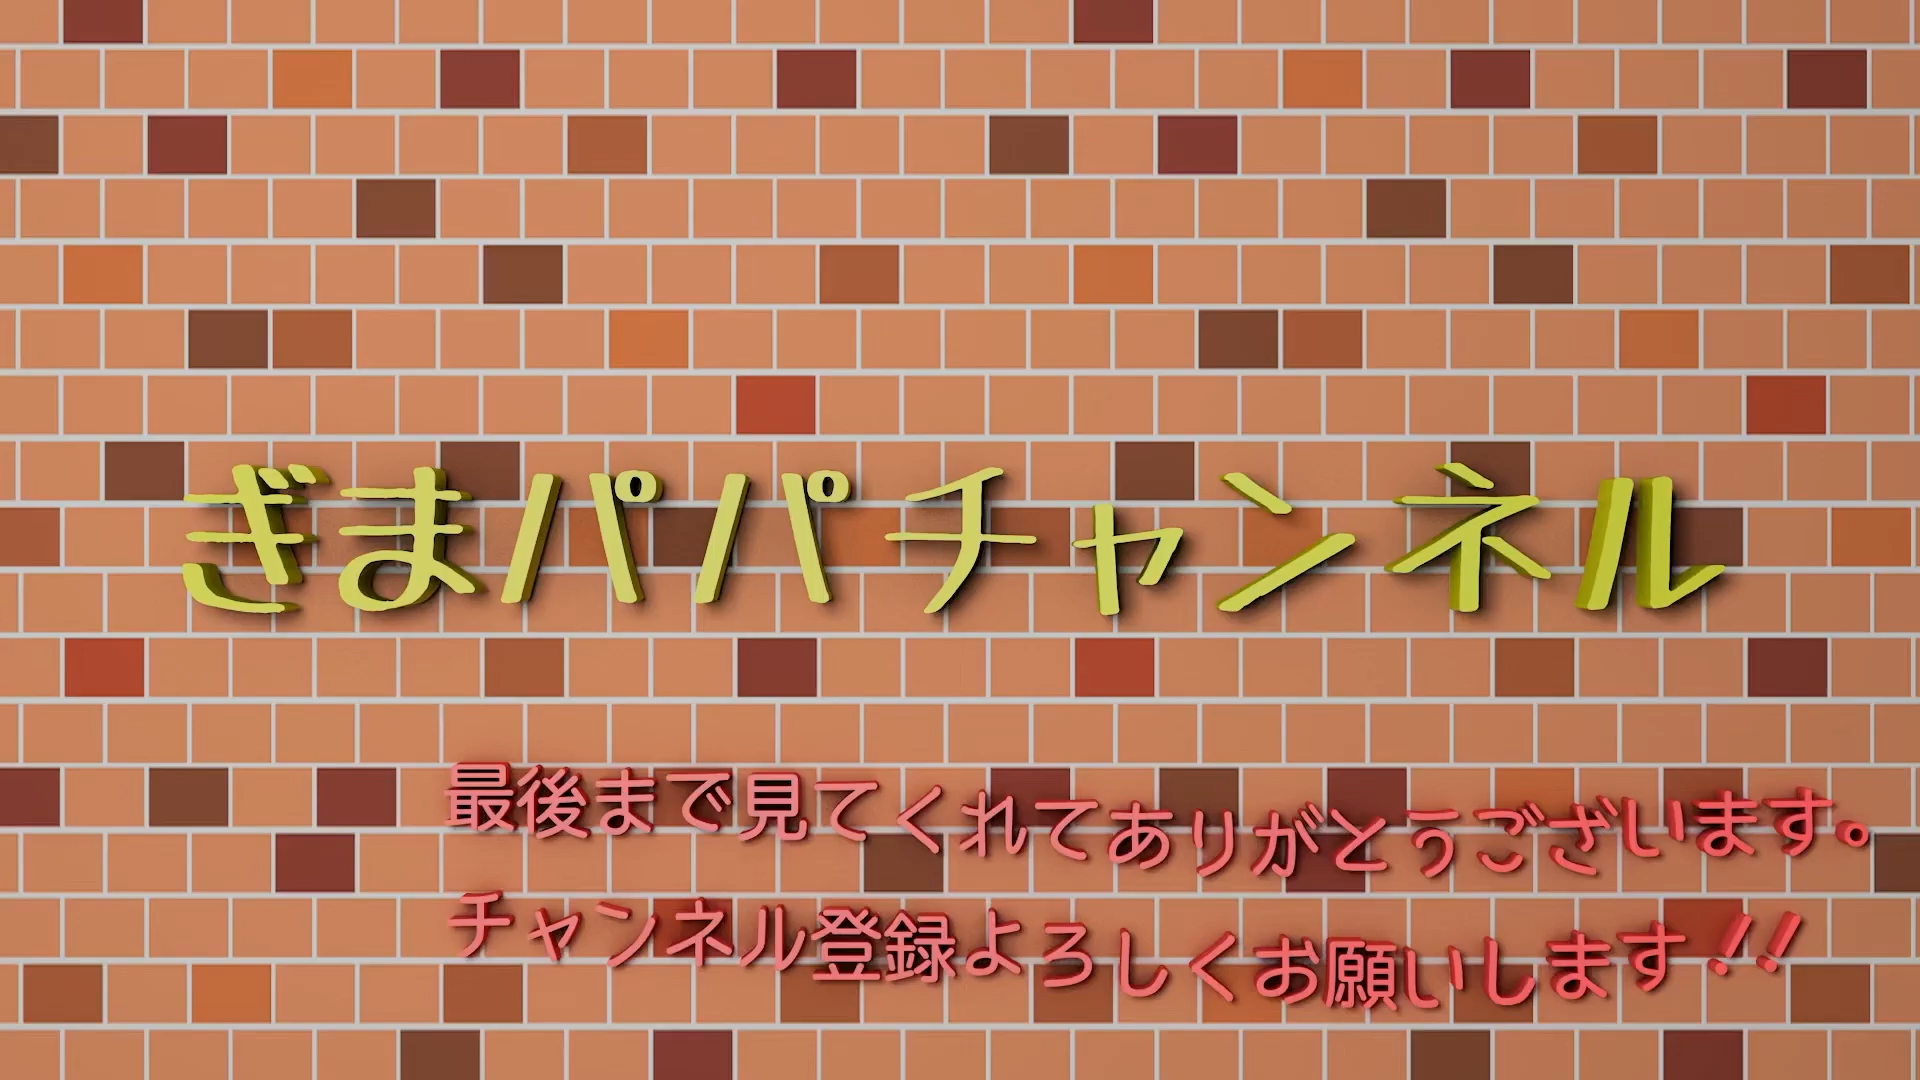 ぎまパパチャンネル
最後まで見てくれてありがとうございます。
チャンネル登録よろしくお願いします!!